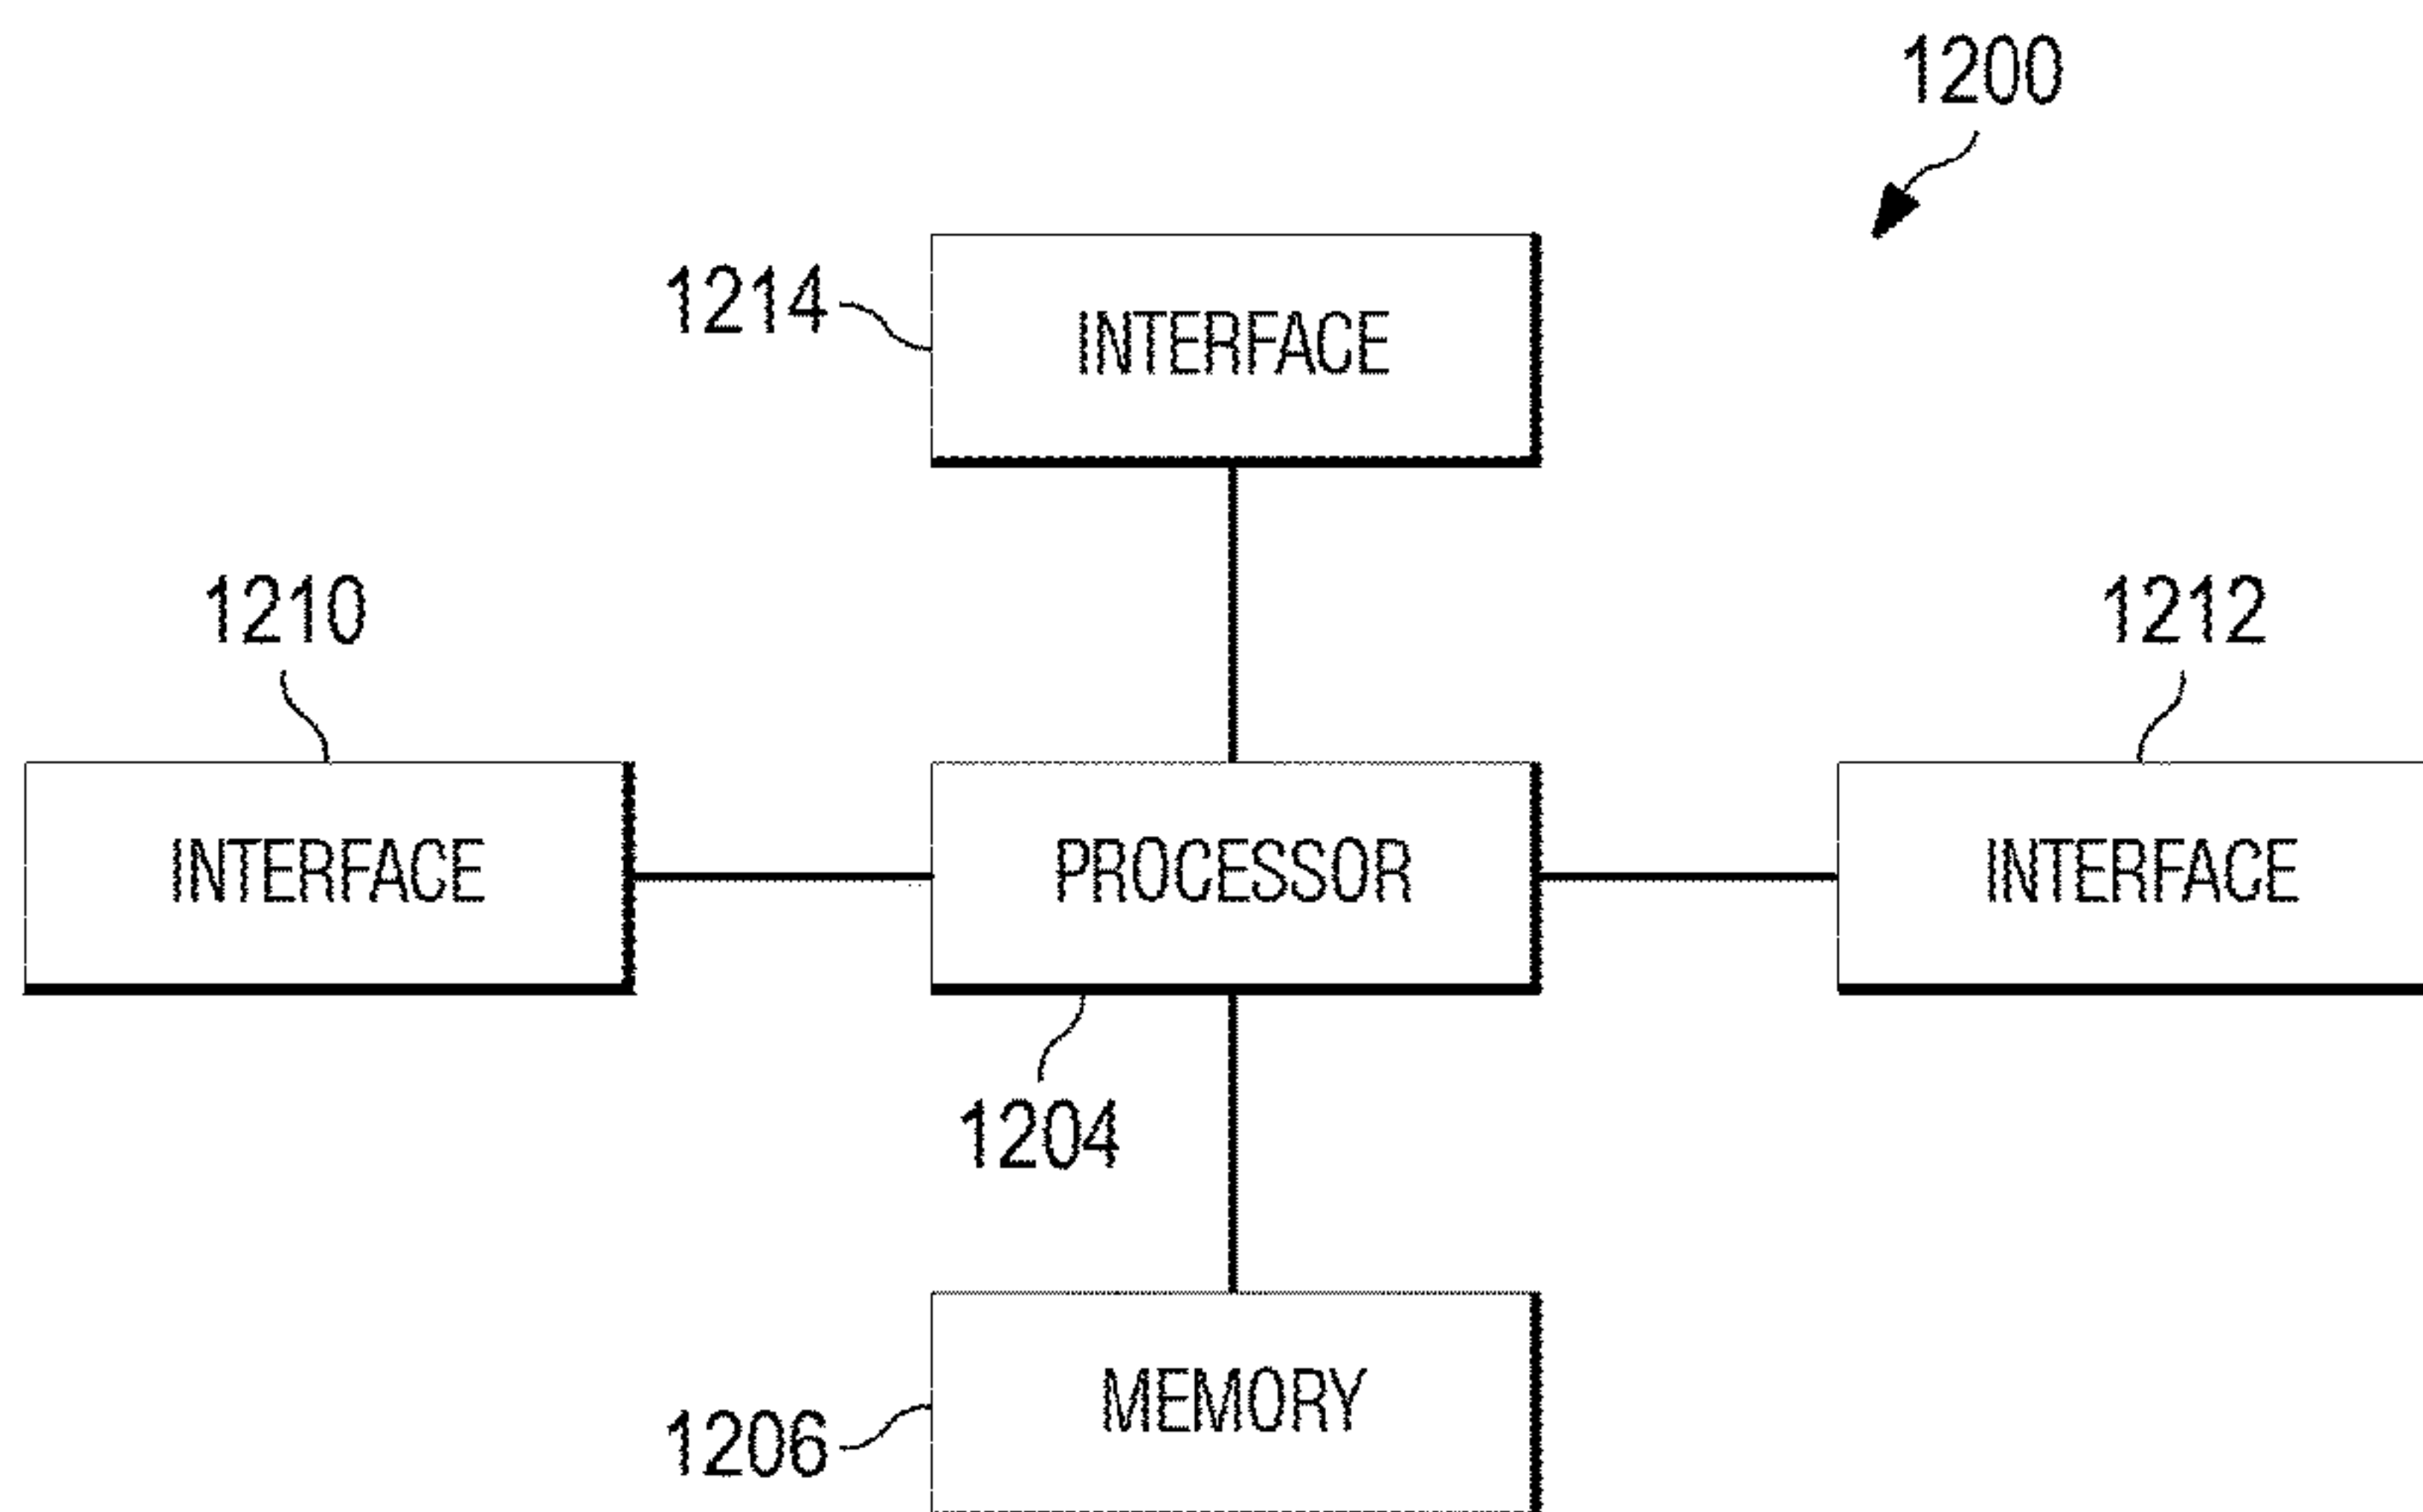 1200
1214
INTERFACE
1210
1212
INTERFACE
PROCESSOR
INTERFACE
1204
MEMORY
1206